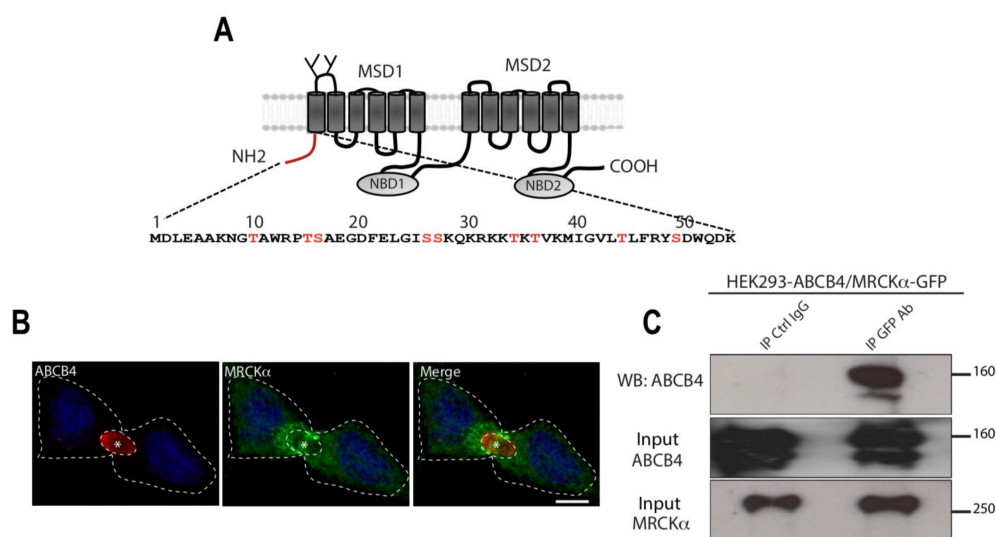 A
MSD1
MSD2
NH2
NBD1
NBD2
COOH
1 10 20 30 40 50
MDLEAAKNGTAWRPTSAEGDFELGISSKQKRKKTKTVKMIGVLTLFRYSDWQDK
B
ABCB4
MRCKα
Merge
*
*
*
C
HEK293-ABCB4/MRCKα-GFP
IP Ctrl IgG
IP GFP Ab
WB: ABCB4
160
Input
ABCB4
160
Input
MRCKα
250